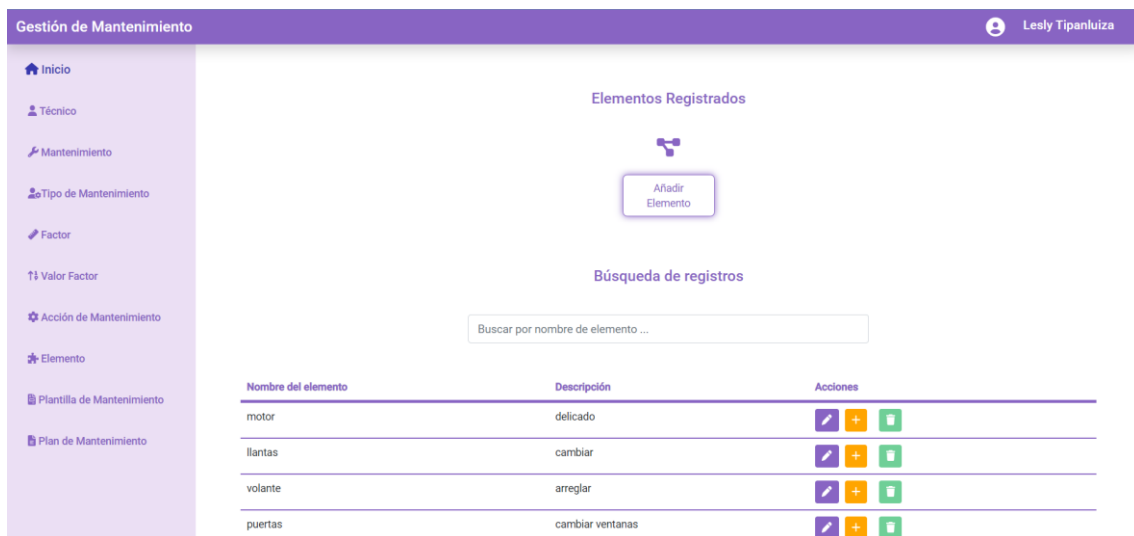 Gestión de Mantenimiento
Lesly Tipanluiza
Inicio
Técnico
Mantenimiento
Tipo de Mantenimiento
Factor
Valor Factor
Acción de Mantenimiento
Elemento
Plantilla de Mantenimiento
Plan de Mantenimiento
Elementos Registrados
Añadir
Elemento
Búsqueda de registros
Buscar por nombre de elemento ...
Nombre del elemento Descripción Acciones
motor delicado
llantas cambiar
volante arreglar
puertas cambiar ventanas